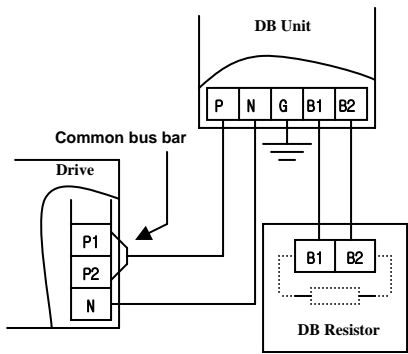 DB Unit
P N G B1 B2
Common bus bar
Drive
P1
P2
N
B1 B2
DB Resistor